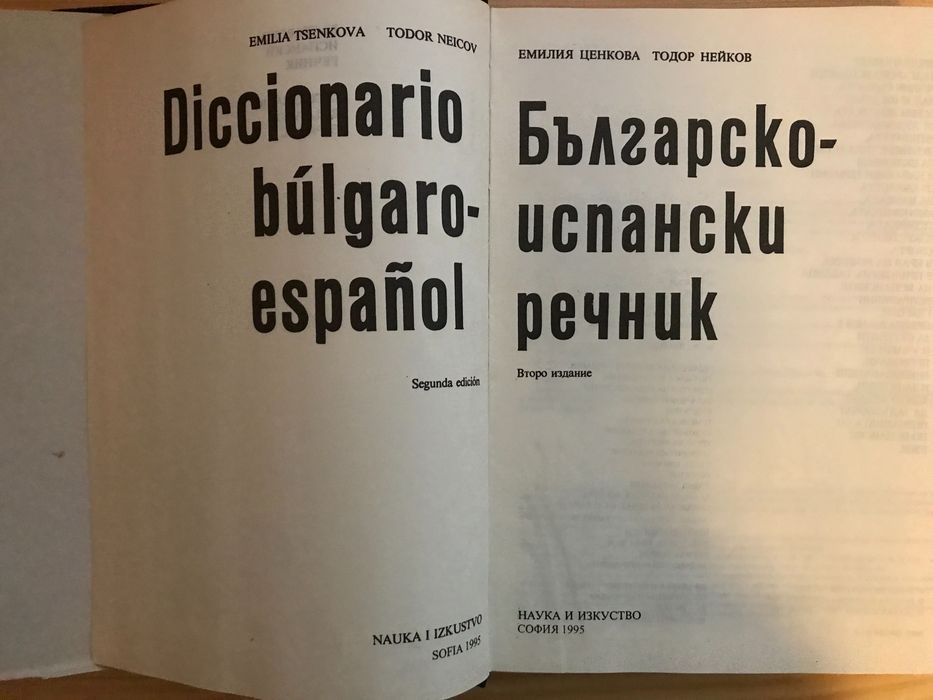 EMILIA TSENKOVA TODOR NEICOV
Diccionario
búlgaro-
español
Segunda edición
NAUKA I IZKUSTVO
SOFIA 1995
ЕМИЛИЯ ЦЕНКОВА ТОДОР НЕЙКОВ
Българско-
испански
речник
Второ издание
НАУКА И ИЗКУСТВО
СОФИЯ 1995